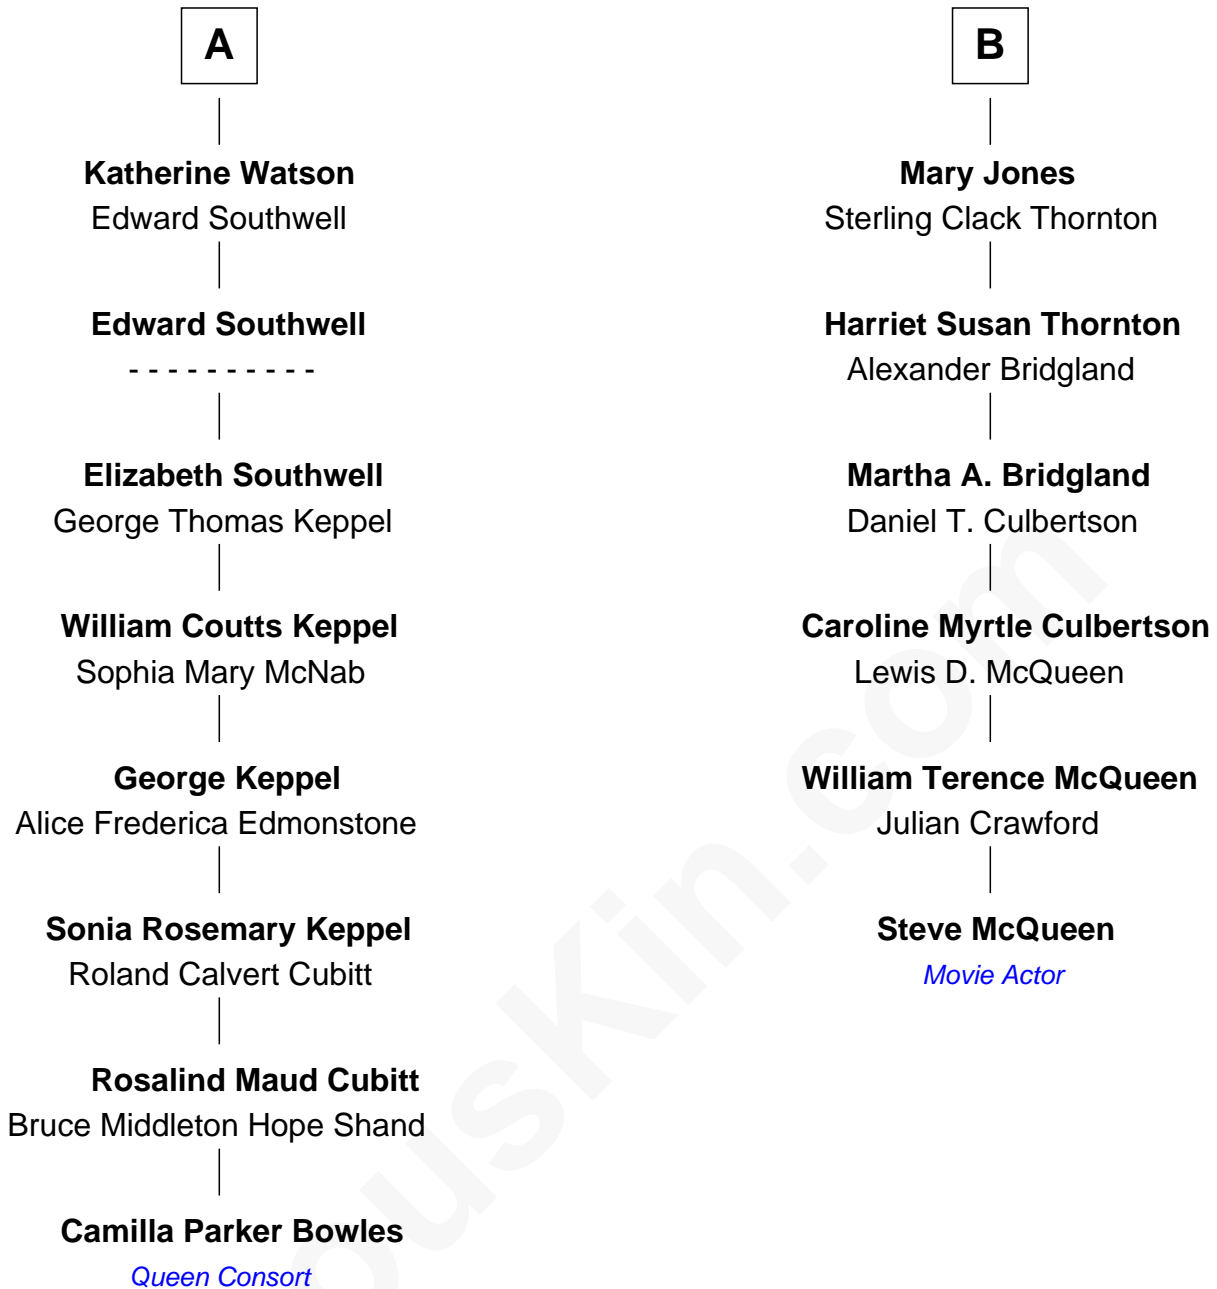 A
Katherine Watson
Edward Southwell
Edward Southwell
- - - - - - - - - -
Elizabeth Southwell
George Thomas Keppel
William Coutts Keppel
Sophia Mary McNab
George Keppel
Alice Frederica Edmonstone
Sonia Rosemary Keppel
Roland Calvert Cubitt
Rosalind Maud Cubitt
Bruce Middleton Hope Shand
Camilla Parker Bowles
Queen Consort
B
Mary Jones
Sterling Clack Thornton
Harriet Susan Thornton
Alexander Bridgland
Martha A. Bridgland
Daniel T. Culbertson
Caroline Myrtle Culbertson
Lewis D. McQueen
William Terence McQueen
Julian Crawford
Steve McQueen
Movie Actor
ousKin.com